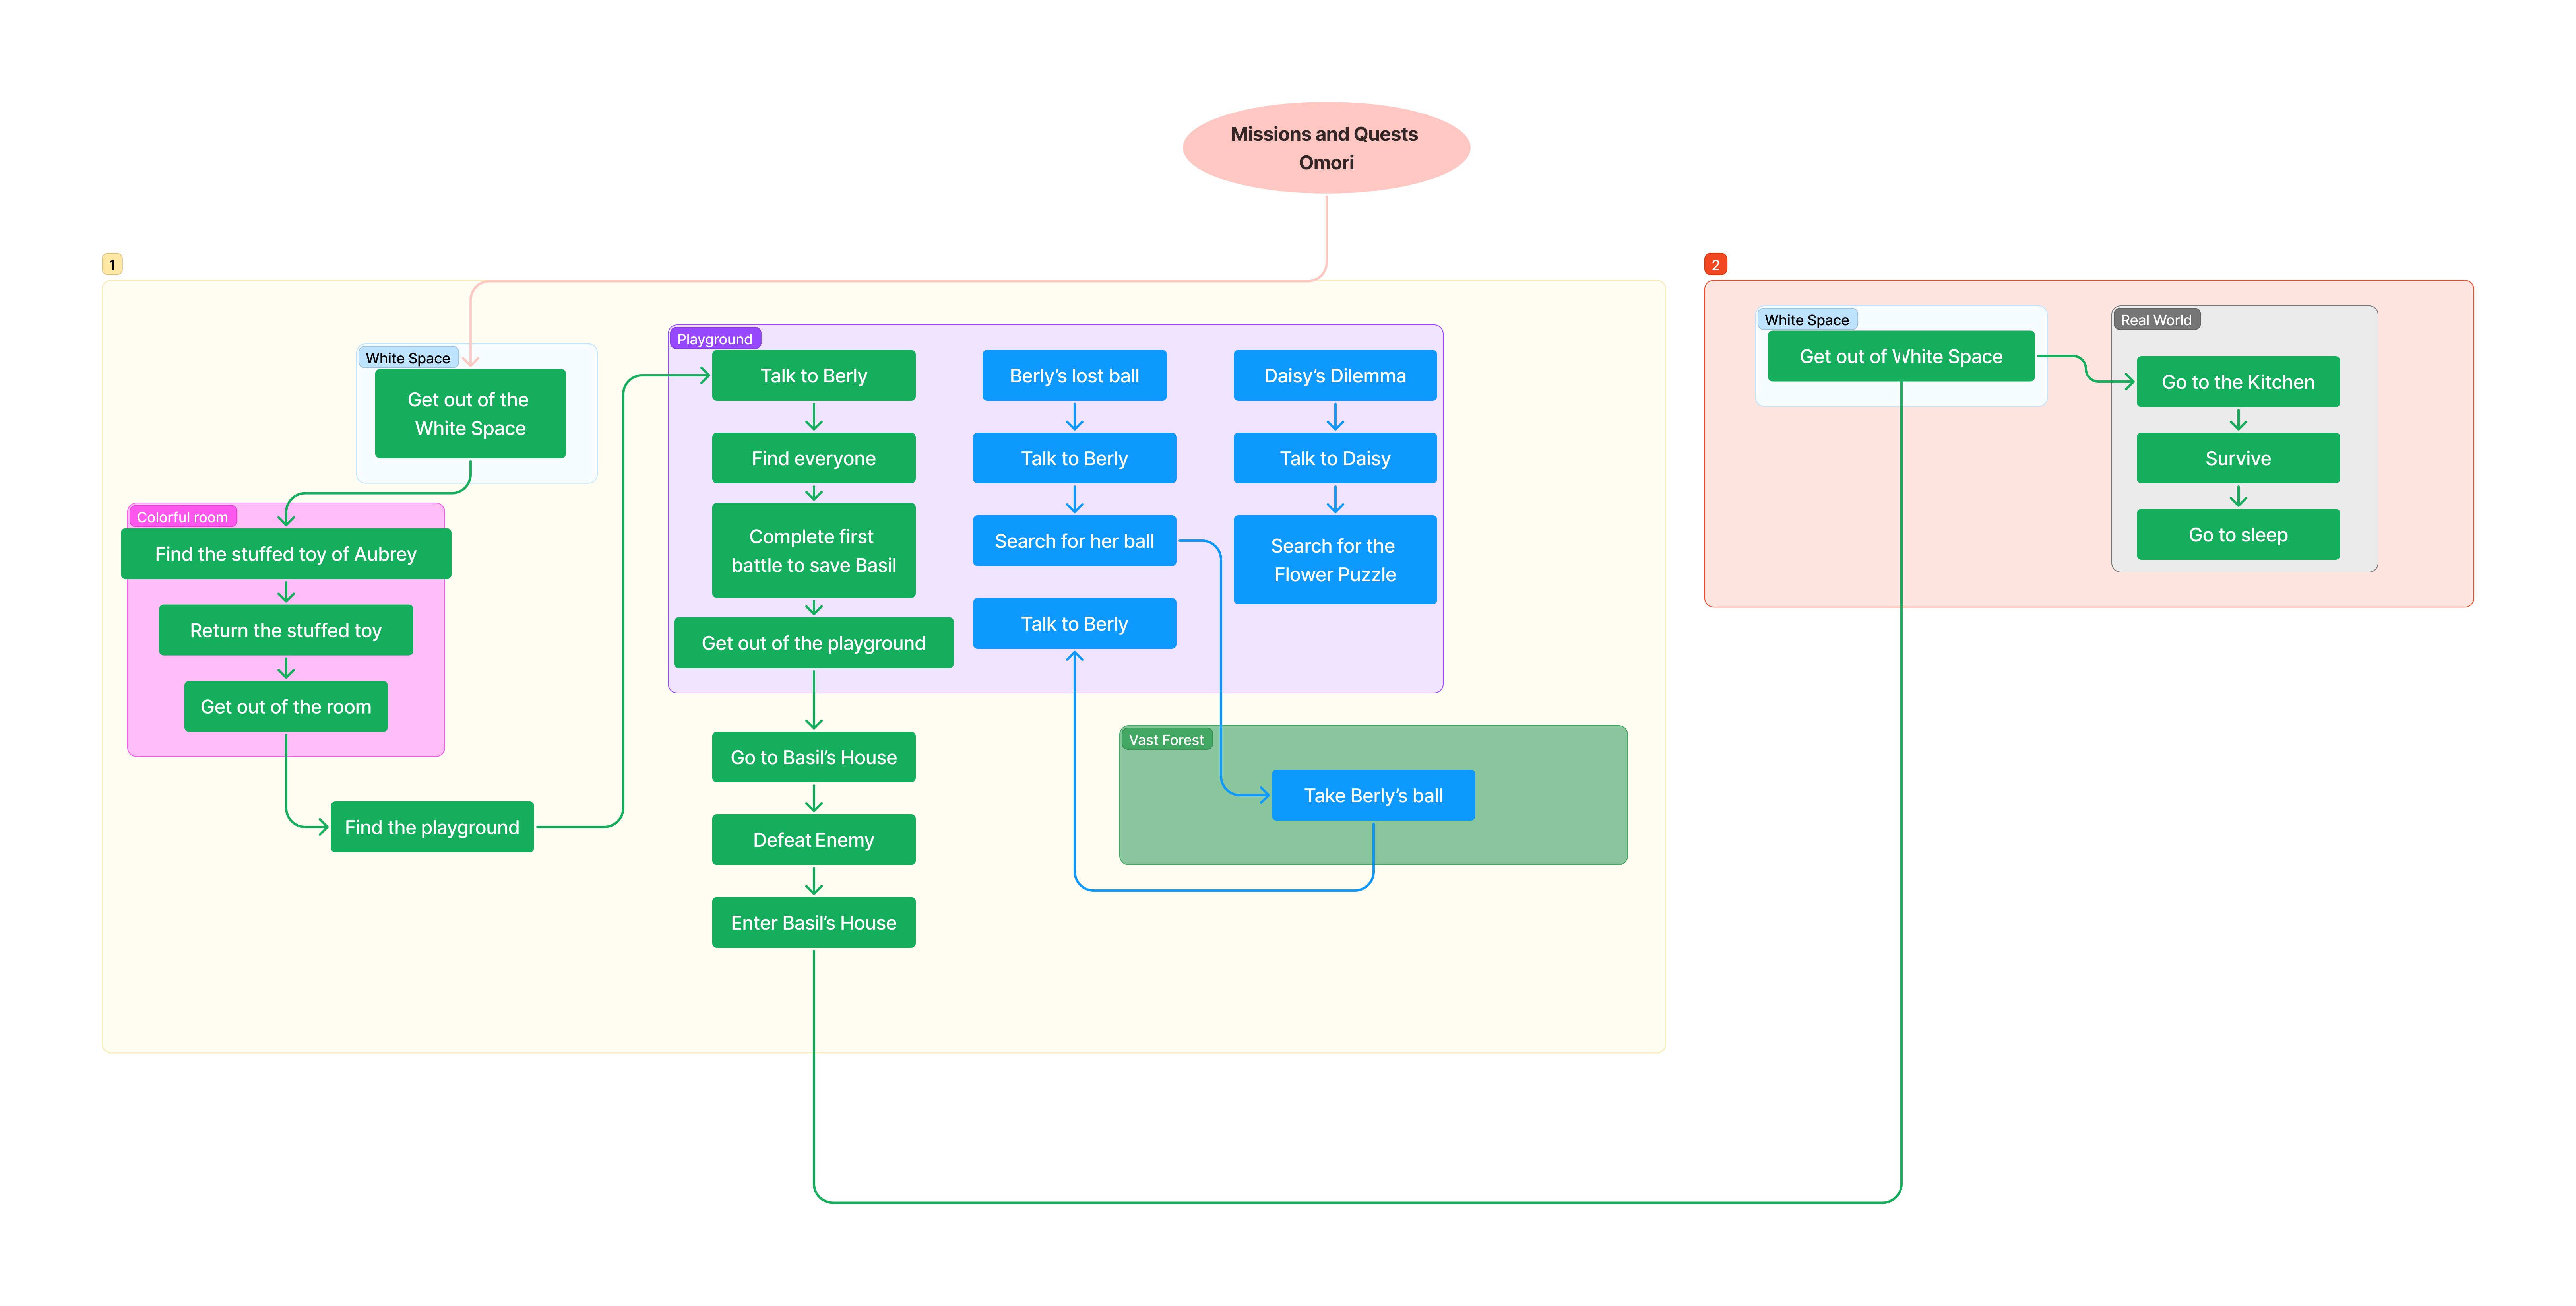 Missions and Quests
Omori
1
White Space
Get out of the
White Space
Colorful room
Find the stuffed toy of Aubrey
Return the stuffed toy
Get out of the room
Find the playground
Playground
Talk to Berly
Find everyone
Complete first
battle to save Basil
Get out of the playground
Go to Basil’s House
Defeat Enemy
Enter Basil’s House
Berly’s lost ball
Talk to Berly
Search for her ball
Talk to Berly
Daisy’s Dilemma
Talk to Daisy
Search for the
Flower Puzzle
Vast Forest
Take Berly’s ball
2
White Space
Get out of White Space
Real World
Go to the Kitchen
Survive
Go to sleep